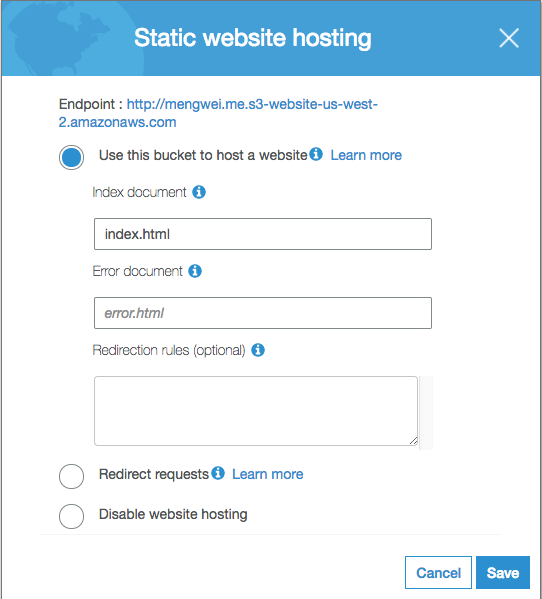 Static website hosting
Endpoint : http://mengwei.me.s3-website-us-west-
2.amazonaws.com
Use this bucket to host a website Learn more
Index document
index.html
Error document
error.html
Redirection rules (optional)
Redirect requests Learn more
Disable website hosting
Cancel Save